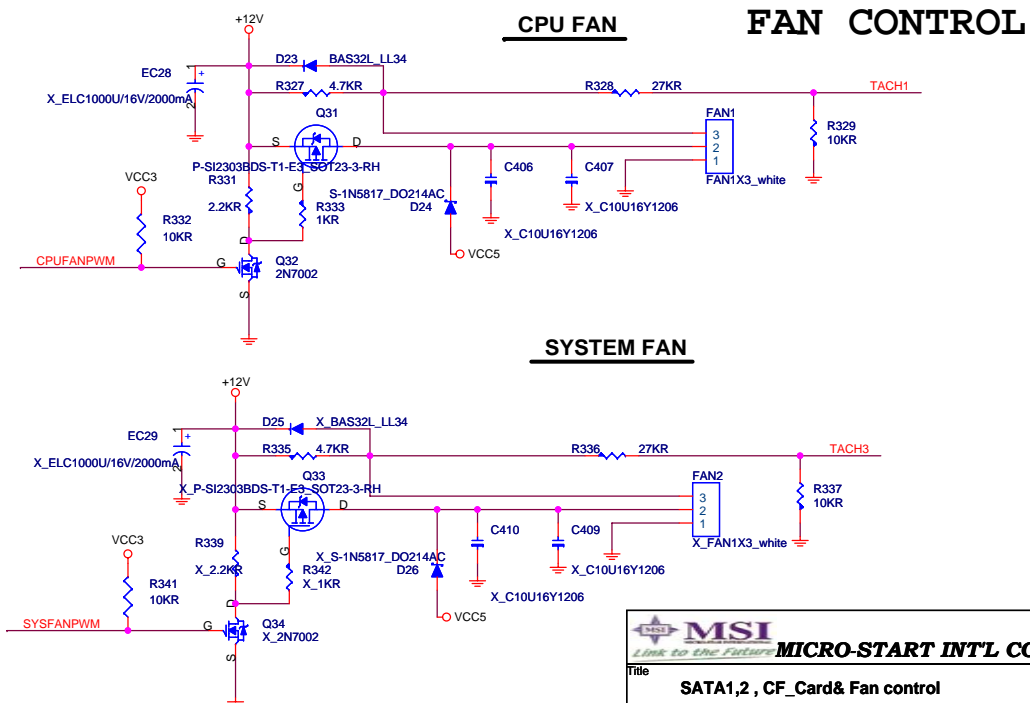 FAN CONTROL
CPU FAN
+12V
D23 BAS32L_LL34
EC28
+
1
2
X_ELC1000U/16V/2000mA
R327 4.7KR
R328 27KR
TACH1
Q31
FAN1
3
2
1
FAN1X3_white
R329
10KR
S
D
P-SI2303BDS-T1-E3_SOT23-3-RH
C406
C407
VCC3
R331
2.2KR
G
R333
1KR
S-1N5817_DO214AC
D24
X_C10U16Y1206
X_C10U16Y1206
R332
10KR
VCC5
D
CPUFANPWM
G
Q32
2N7002
S
SYSTEM FAN
+12V
D25 X_BAS32L_LL34
EC29
+
1
2
X_ELC1000U/16V/2000mA
R335 4.7KR
R336 27KR
TACH3
Q33
X_P-SI2303BDS-T1-E3_SOT23-3-RH
FAN2
3
2
1
X_FAN1X3_white
R337
10KR
S
D
C410
C409
VCC3
R339
X_2.2KR
G
R342
X_1KR
X_S-1N5817_DO214AC
D26
X_C10U16Y1206
X_C10U16Y1206
R341
10KR
VCC5
D
SYSFANPWM
G
Q34
X_2N7002
S
MSI
MSI
Link to the Future
MICRO-START INT'L CO
Title
SATA1,2 , CF_Card& Fan control